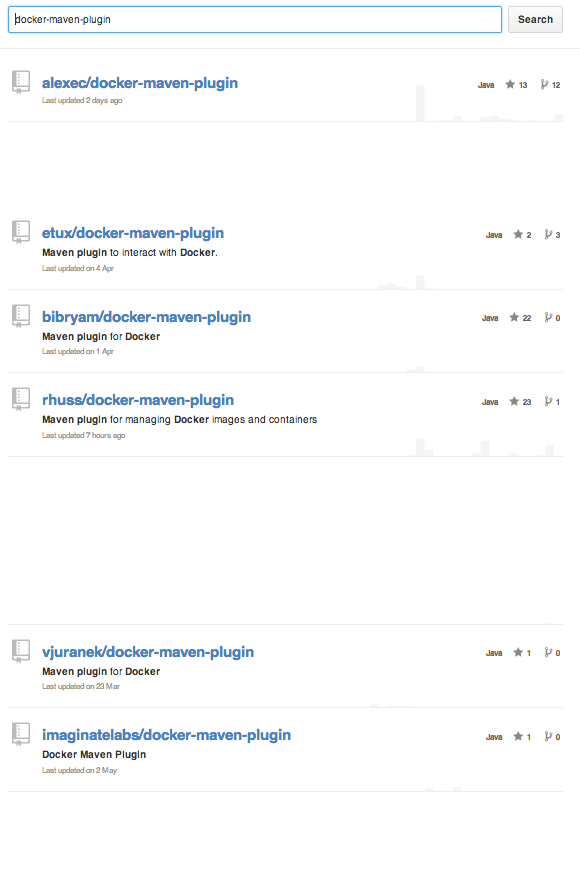 docker-maven-plugin
Search
alexec/docker-maven-plugin
Java 13 12
Last updated 2 days ago
etux/docker-maven-plugin
Java 2 3
Maven plugin to interact with Docker.
Last updated on 4 Apr
bibryam/docker-maven-plugin
Java 22 0
Maven plugin for Docker
Last updated on 1 Apr
rhuss/docker-maven-plugin
Java 23 1
Maven plugin for managing Docker images and containers
Last updated 7 hours ago
vjuranek/docker-maven-plugin
Java 1 0
Maven plugin for Docker
Last updated on 23 Mar
imaginatelabs/docker-maven-plugin
Java 1 0
Docker Maven Plugin
Last updated on 2 May